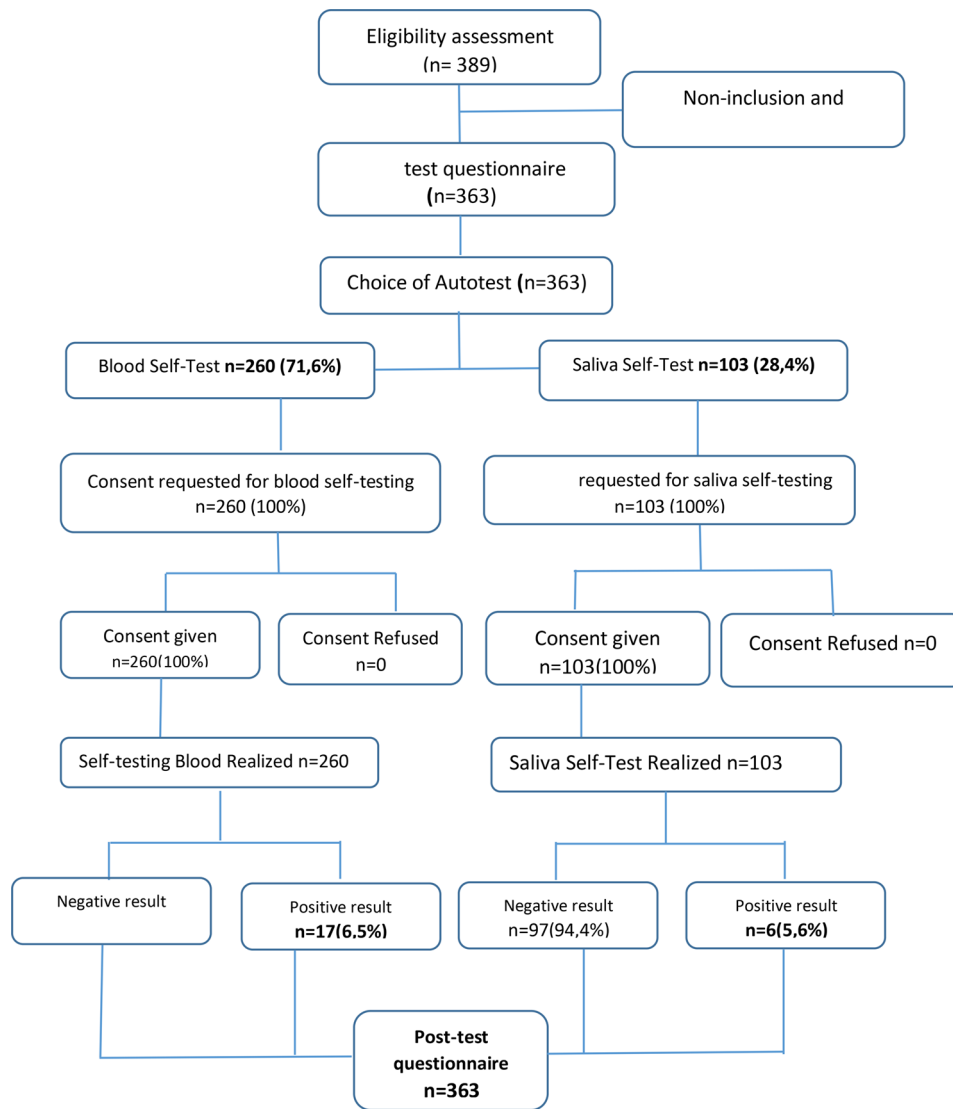 Eligibility assessment
(n= 389)
Non-inclusion and
test questionnaire
(n=363)
Choice of Autotest (n=363)
Blood Self-Test n=260 (71,6%)
Saliva Self-Test n=103 (28,4%)
Consent requested for blood self-testing
n=260 (100%)
requested for saliva self-testing
n=103 (100%)
Consent given
n=260(100%)
Consent Refused
n=0
Consent given
n=103(100%)
Consent Refused n=0
Self-testing Blood Realized n=260
Saliva Self-Test Realized n=103
Negative result
Positive result
n=17(6,5%)
Negative result
n=97(94,4%)
Positive result
n=6(5,6%)
Post-test
questionnaire
n=363